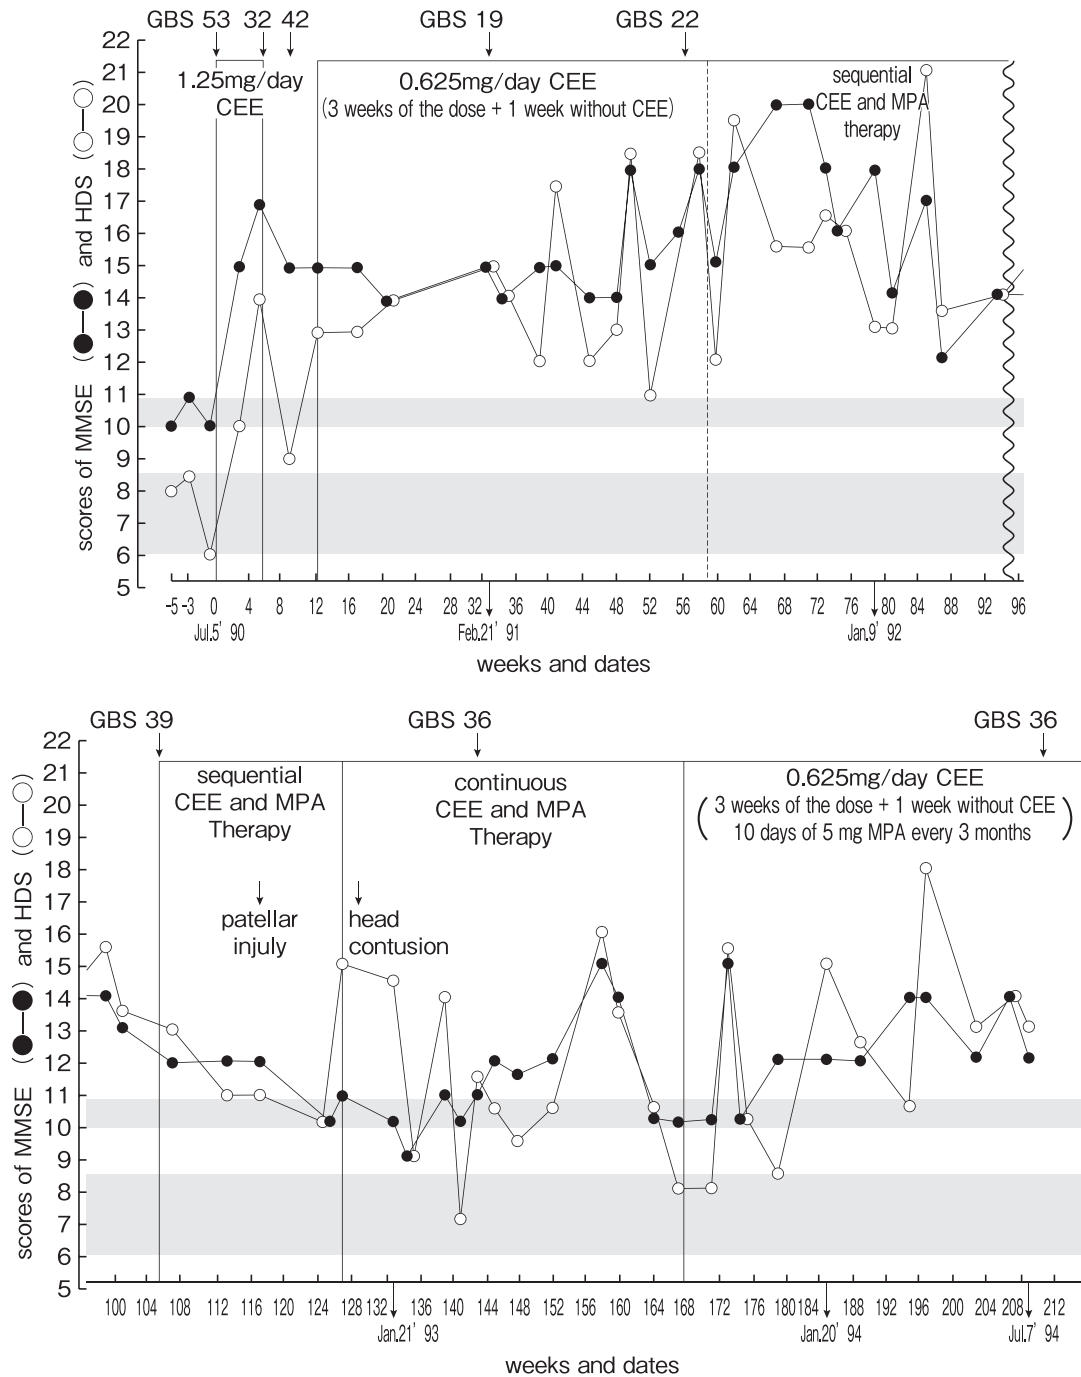 GBS 53 32 42 GBS 19 GBS 22
22
21
20
19
18
17
16
15
14
13
12
11
10
9
8
7
6
5
scores of MMSE (●—●) and HDS (○—○)
1.25mg/day
CEE
0.625mg/day CEE
(3 weeks of the dose + 1 week without CEE)
sequential
CEE and MPA
therapy
-5 -3 0 4 8 12 16 20 24 28 32 36 40 44 48 52 56 60 64 68 72 76 80 84 88 92 96
Jul.5' 90 Feb.21' 91 Jan.9' 92
weeks and dates
GBS 39 GBS 36 GBS 36
22
21
20
19
18
17
16
15
14
13
12
11
10
9
8
7
6
5
scores of MMSE (●—●) and HDS (○—○)
sequential
CEE and MPA
Therapy
continuous
CEE and MPA
Therapy
0.625mg/day CEE
(3 weeks of the dose + 1 week without CEE
10 days of 5 mg MPA every 3 months)
patellar
injuly
head
contusion
100 104 108 112 116 120 124 128 132 136 140 144 148 152 156 160 164 168 172 176 180 184 188 192 196 200 204 208 212
Jan.21' 93 Jan.20' 94 Jul.7' 94
weeks and dates